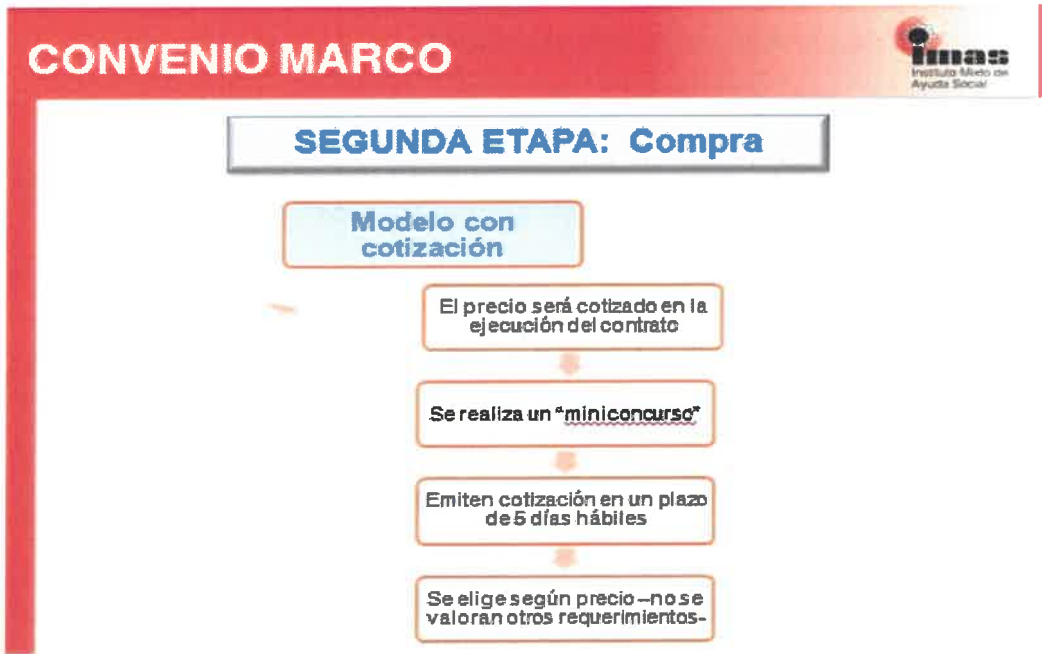 CONVENIO MARCO
imas
Instituto Mixto de
Ayuda Social
SEGUNDA ETAPA: Compra
Modelo con
cotización
El precio será cotizado en la
ejecución del contrato
Se realiza un "miniconcurso"
Emiten cotización en un plazo
de 5 días hábiles
Se elige según precio –no se
valoran otros requerimientos-